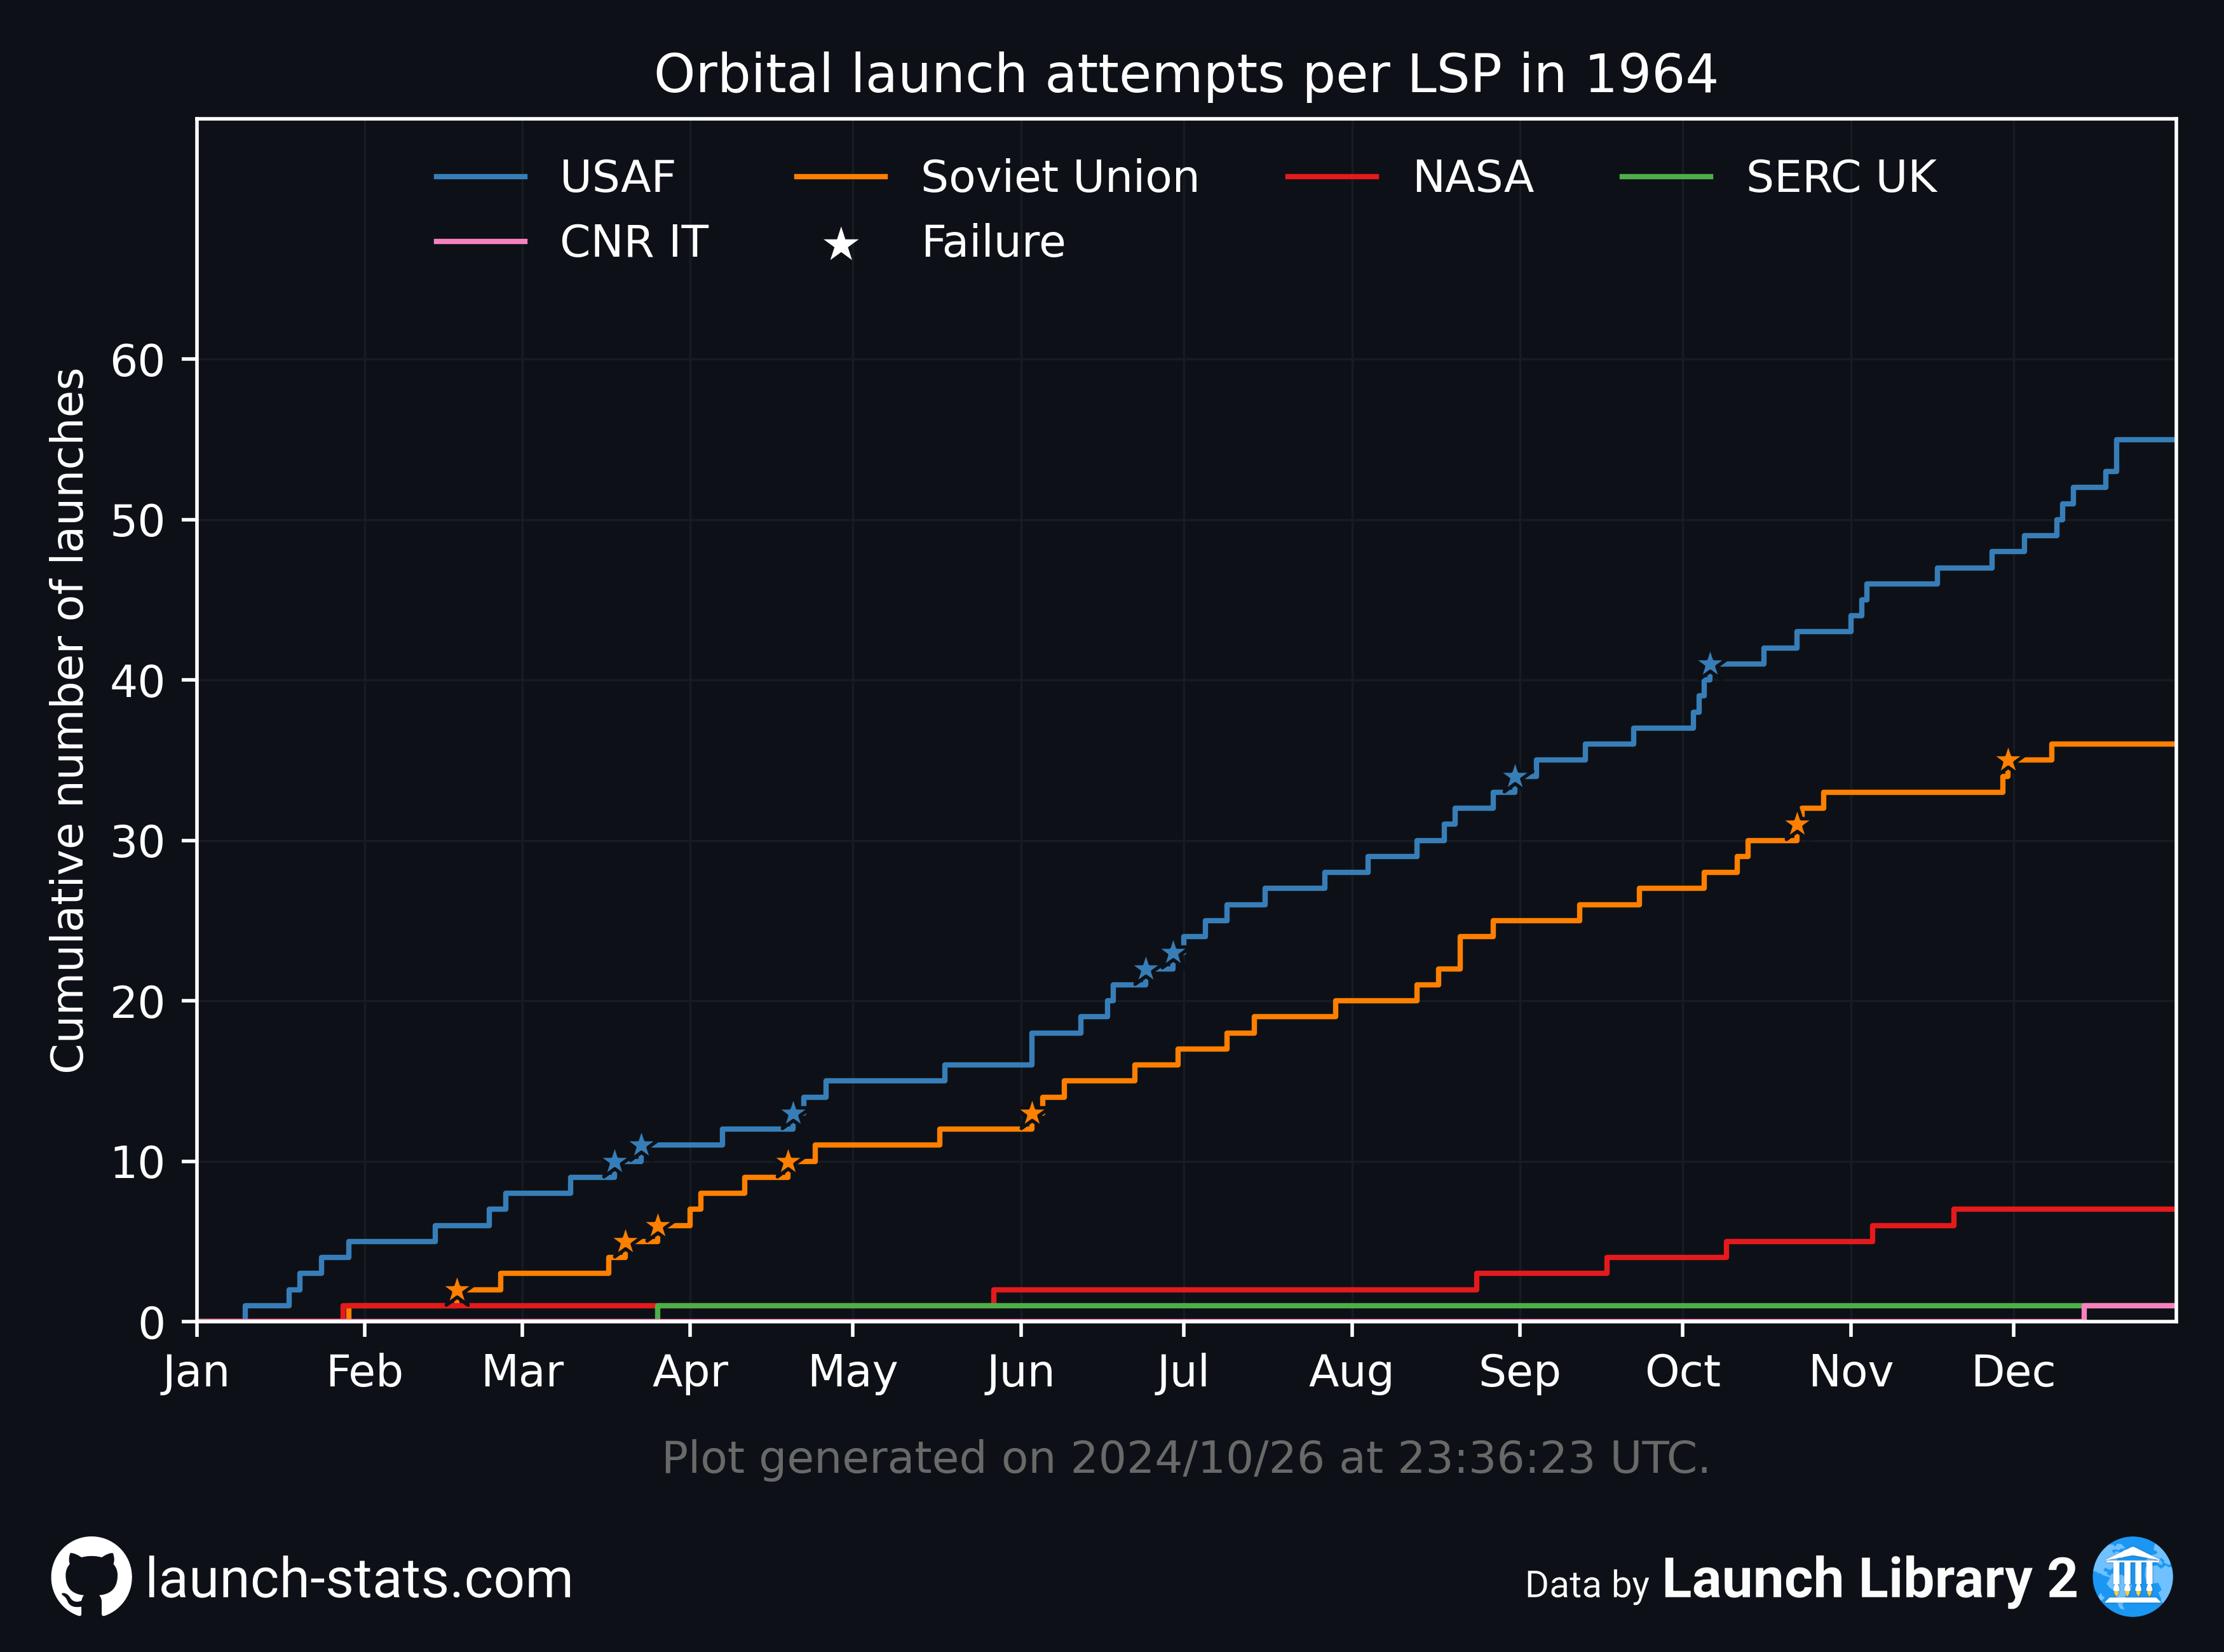 Orbital launch attempts per LSP in 1964
USAF Soviet Union NASA SERC UK
CNR IT Failure
Cumulative number of launches
60
50
40
30
20
10
0
Jan Feb Mar Apr May Jun Jul Aug Sep Oct Nov Dec
Plot generated on 2024/10/26 at 23:36:23 UTC.
launch-stats.com
Data by Launch Library 2